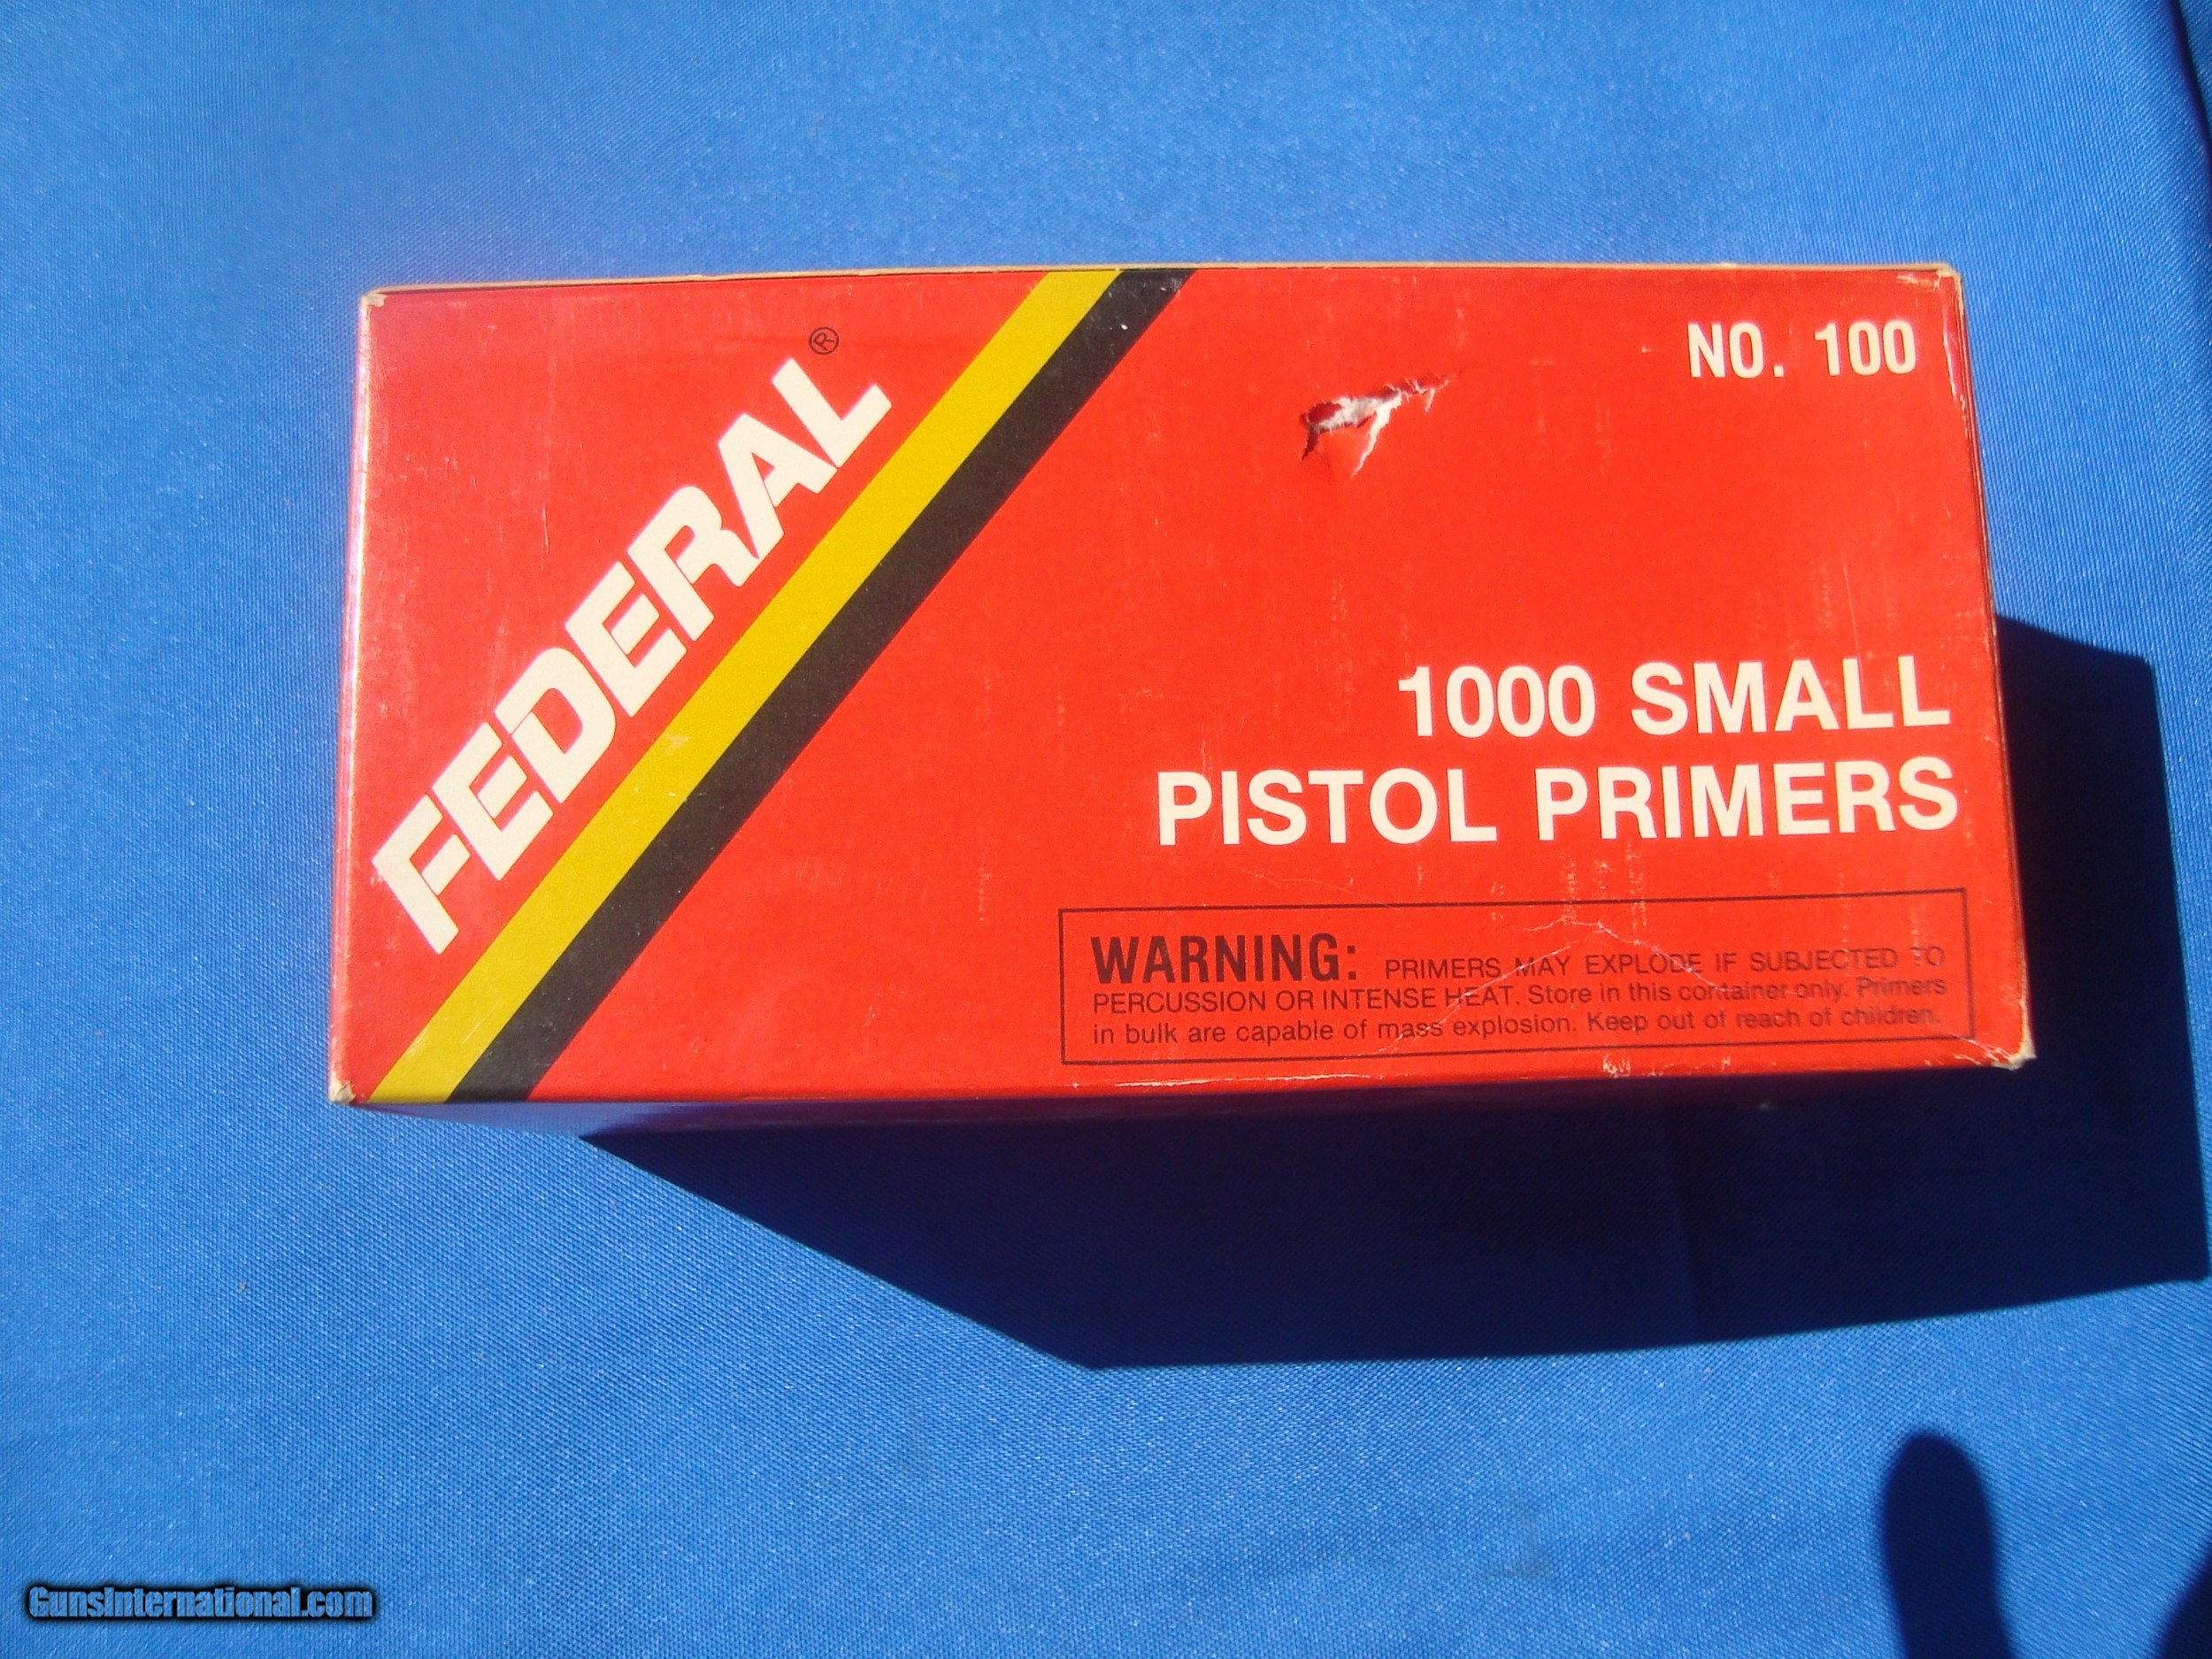 FEDERAL®
NO. 100
1000 SMALL
PISTOL PRIMERS
WARNING: PRIMERS MAY EXPLODE IF SUBJECTED TO
PERCUSSION OR INTENSE HEAT. Store in this container only. Primers
in bulk are capable of mass explosion. Keep out of reach of children.
GunsInternational.com